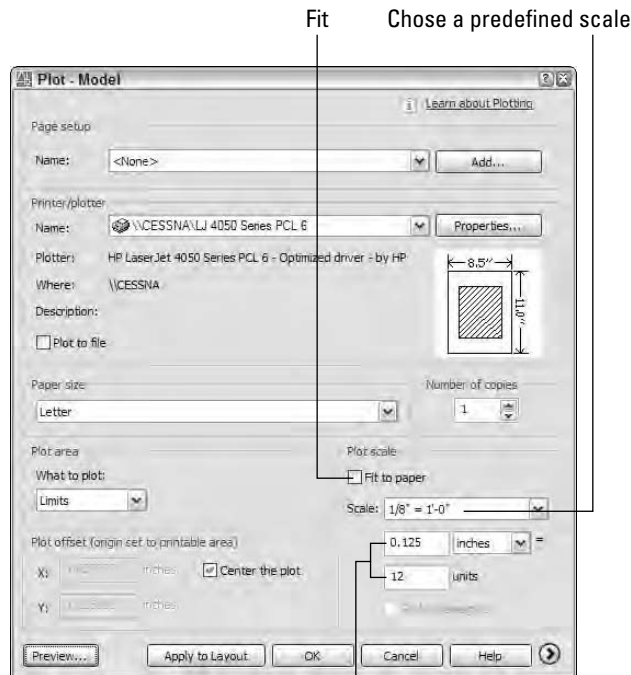 Fit
Chose a predefined scale
Plot - Model
Learn about Plotting
Page setup
Name:
<None>
Add...
Printer/plotter
Name:
\\CESSNA\LJ 4050 Series PCL 6
Properties...
Plotter:
HP LaserJet 4050 Series PCL 6 - Optimized driver - by HP
Where:
\\CESSNA
Description:
Plot to file
8.5"
11.0"
Paper size
Letter
Number of copies
1
Plot area
What to plot:
Limits
Plot scale
Fit to paper
Scale:
1/8" = 1'-0"
Plot offset (origin set to printable area)
X:
inches
Center the plot
Y:
inches
0.125
inches
=
12
units
Preview...
Apply to Layout
OK
Cancel
Help